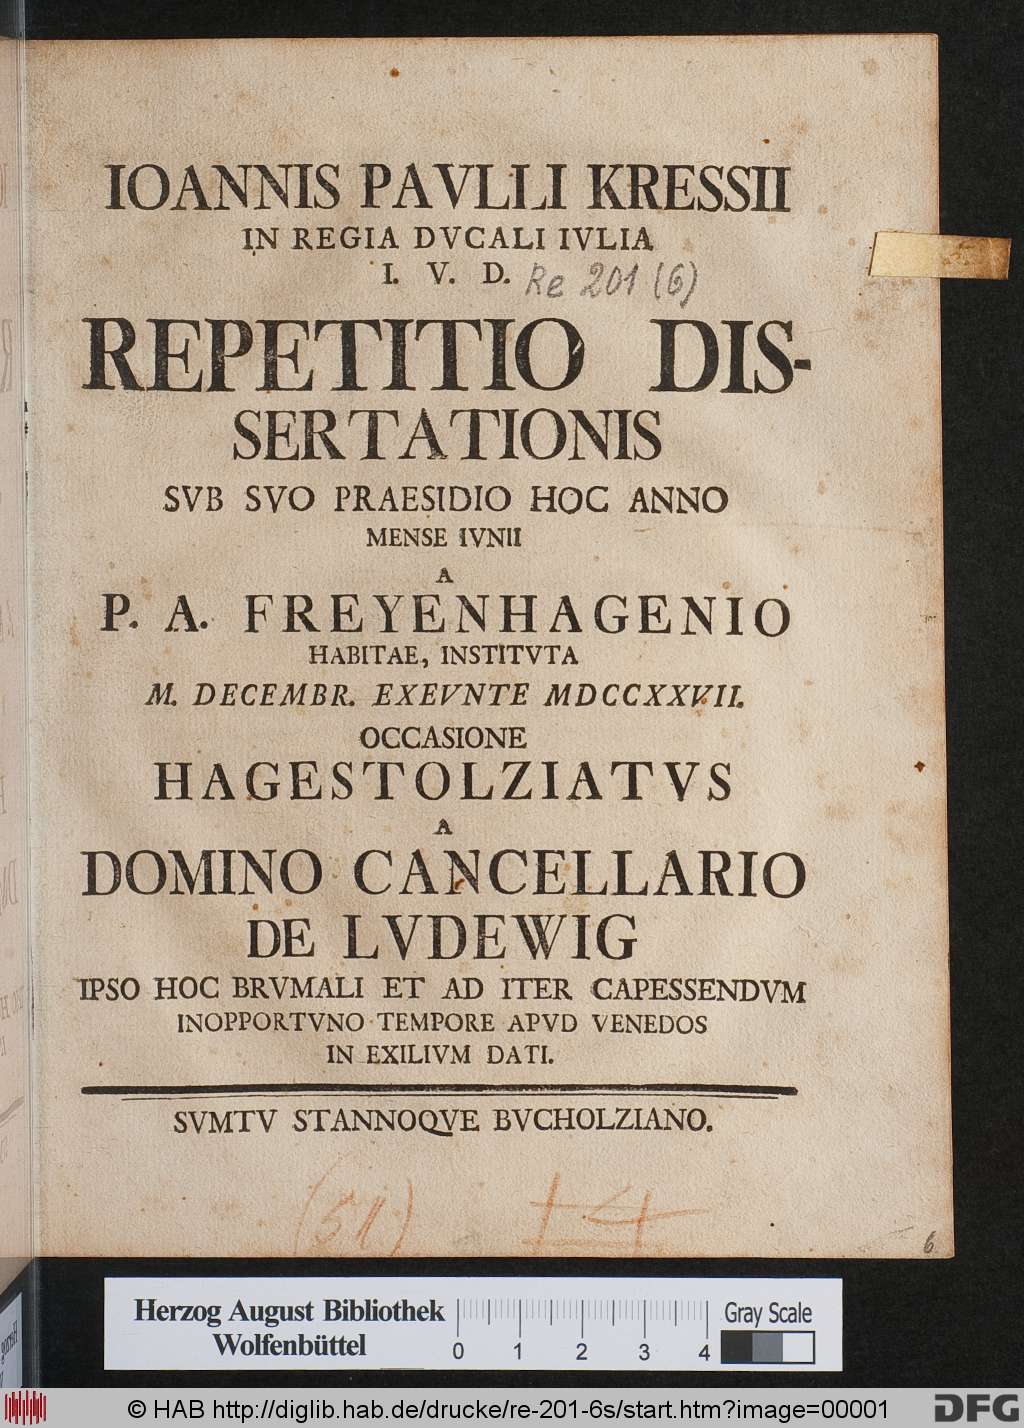 IOANNIS PAVLLI KRESSII
IN REGIA DVCALI IVLIA
I. V. D. Re 201 (6)
REPETITIO DIS-
SERTATIONIS
SVB SVO PRAESIDIO HOC ANNO
MENSE IVNII
A
P. A. FREYENHAGENIO
HABITAE, INSTITVTA
M. DECEMBR. EXEVNTE MDCCXXVII.
OCCASIONE
HAGESTOLZIATVS
A
DOMINO CANCELLARIO
DE LVDEWIG
IPSO HOC BRVMALI ET AD ITER CAPESSENDVM
INOPPORTVNO TEMPORE APVD VENEDOS
IN EXILIVM DATI.
SVMTV STANNOQVE BVCHOLZIANO.
(51)
6
Herzog August Bibliothek
Wolfenbüttel
0 1 2 3 4
Gray Scale
© HAB http://diglib.hab.de/drucke/re-201-6s/start.htm?image=00001
DFG